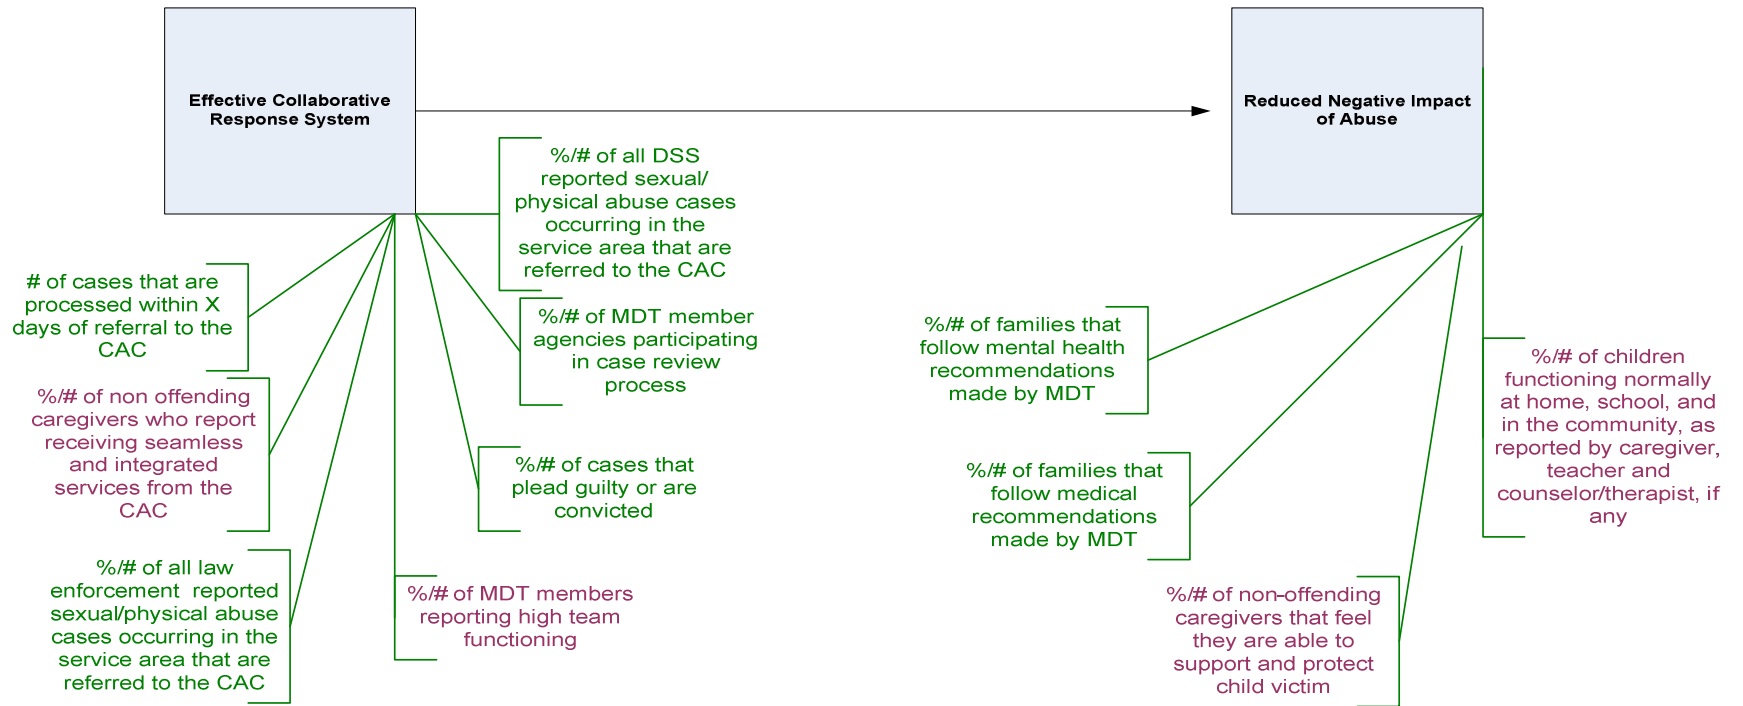 Effective Collaborative
Response System
Reduced Negative Impact
of Abuse
%/# of all DSS
reported sexual/
physical abuse cases
occurring in the
service area that are
referred to the CAC
# of cases that are
processed within X
days of referral to the
CAC
%/# of MDT member
agencies participating
in case review
process
%/# of non offending
caregivers who report
receiving seamless
and integrated
services from the
CAC
%/# of cases that
plead guilty or are
convicted
%/# of all law
enforcement reported
sexual/physical abuse
cases occurring in the
service area that are
referred to the CAC
%/# of MDT members
reporting high team
functioning
%/# of families that
follow mental health
recommendations
made by MDT
%/# of children
functioning normally
at home, school, and
in the community, as
reported by caregiver,
teacher and
counselor/therapist, if
any
%/# of families that
follow medical
recommendations
made by MDT
%/# of non-offending
caregivers that feel
they are able to
support and protect
child victim